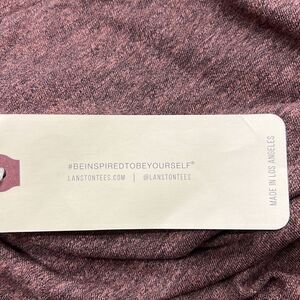 #BEINSPIREDTOBEYOURSELF®
LANSTONTEES.COM | @LANSTONTEES
MADE IN LOS ANGELES